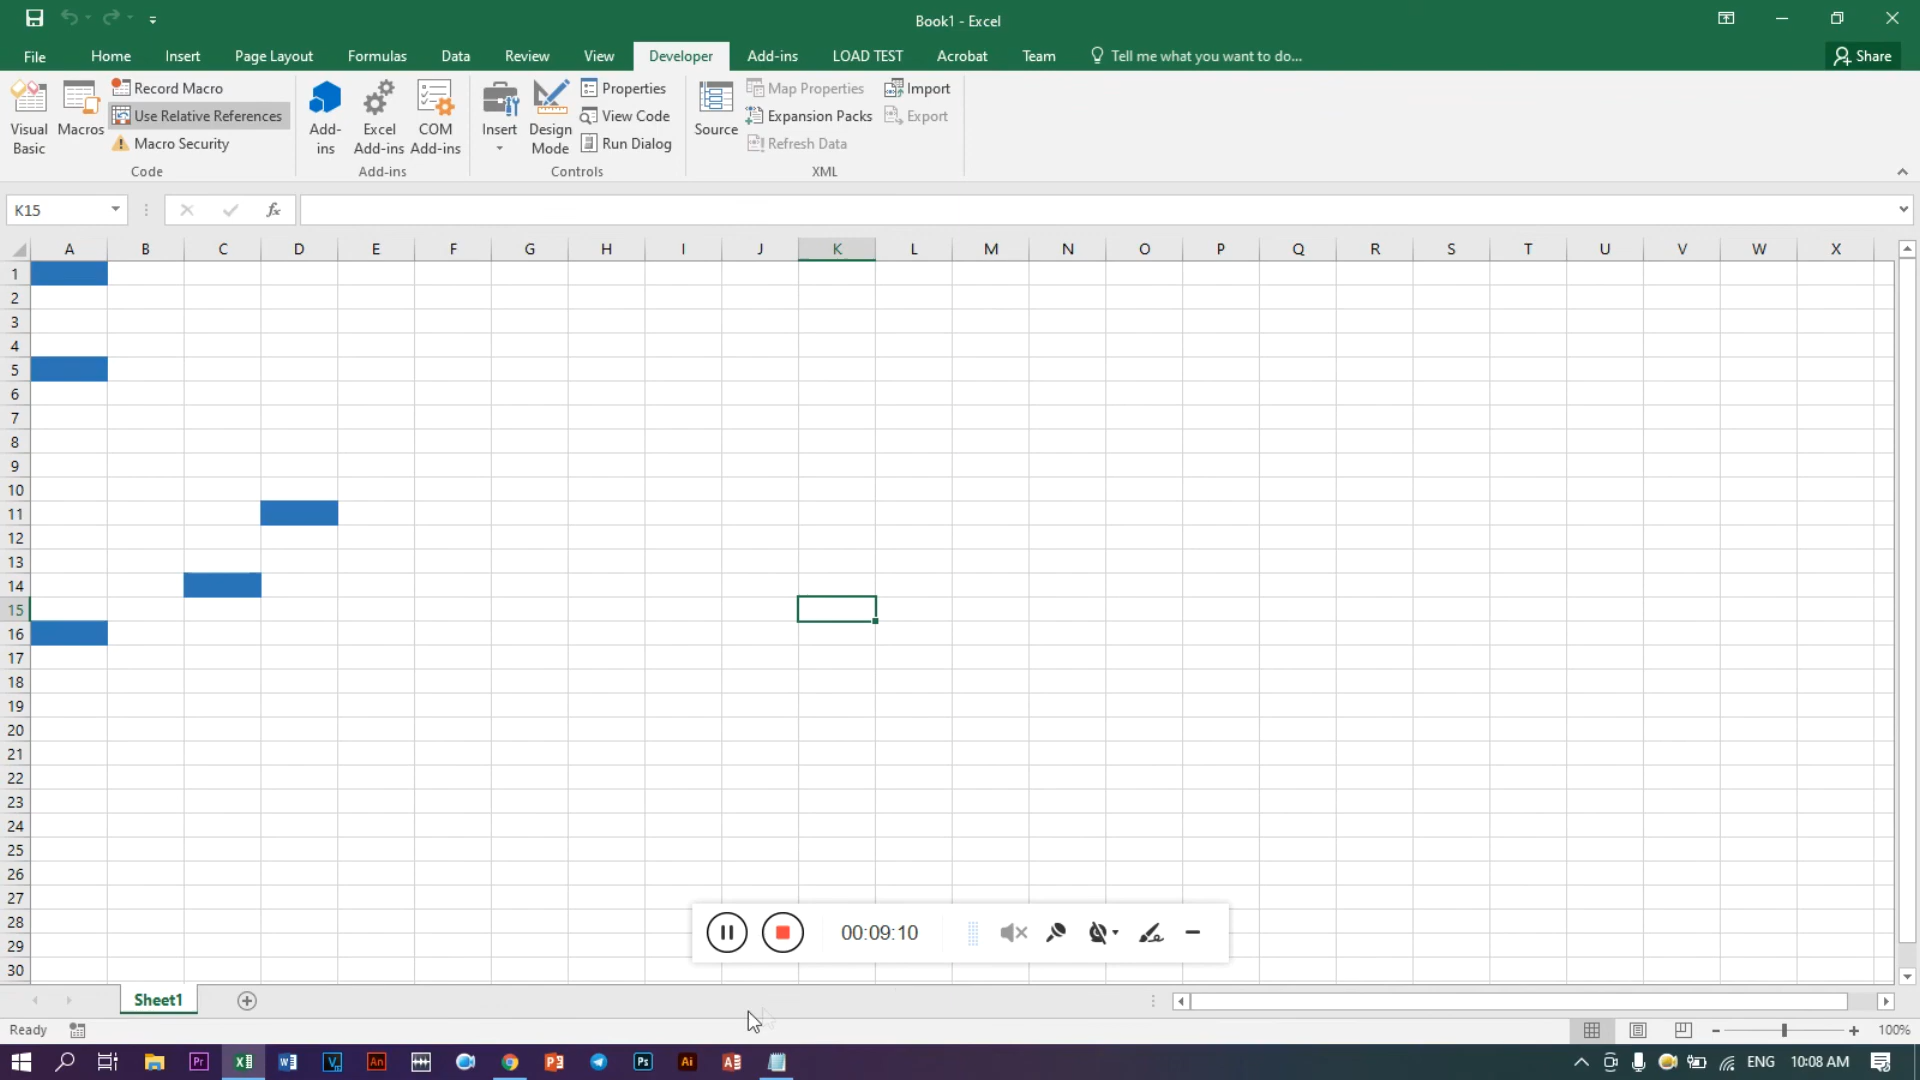 Book1 - Excel
File Home Insert Page Layout Formulas Data Review View Developer Add-ins LOAD TEST Acrobat Team Tell me what you want to do... Share
Visual Basic
Macros
Record Macro
Use Relative References
Macro Security
Code
Add-ins
Excel Add-ins
COM Add-ins
Add-ins
Insert
Design Mode
Properties
View Code
Run Dialog
Controls
Source
Map Properties
Expansion Packs
Refresh Data
Import
Export
XML
K15 fx
A B C D E F G H I J K L M N O P Q R S T U V W X
1
2
3
4
5
6
7
8
9
10
11
12
13
14
15
16
17
18
19
20
21
22
23
24
25
26
27
28
29
30
00:09:10
Sheet1
Ready 100%
ENG 10:08 AM